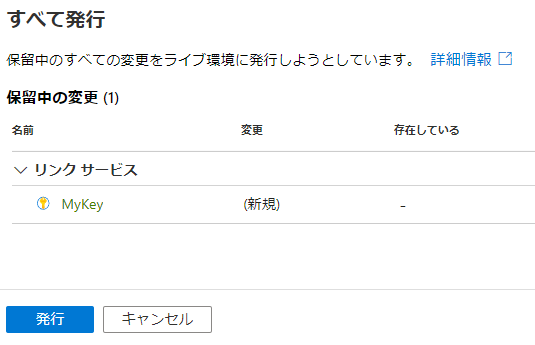 すべて発行
保留中のすべての変更をライブ環境に発行しようとしています。 詳細情報
保留中の変更 (1)
名前 変更 存在している
リンク サービス
MyKey (新規) -
発行 キャンセル